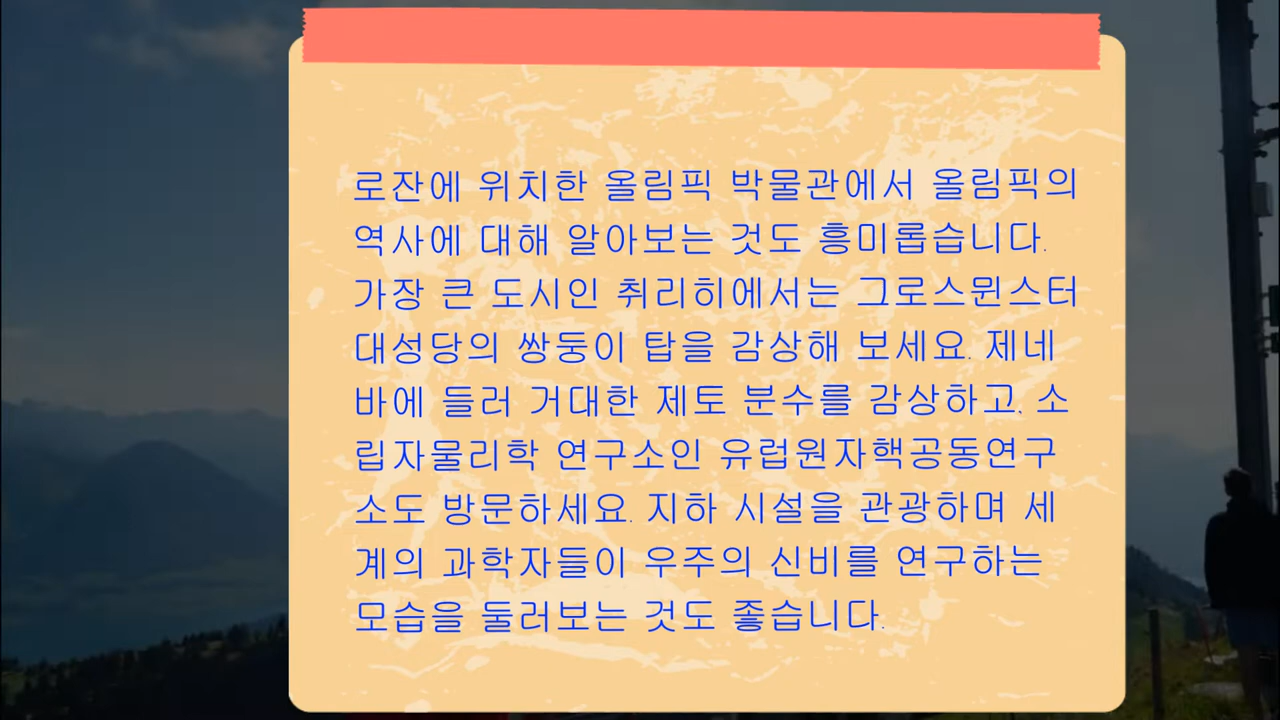 로잔에 위치한 올림픽 박물관에서 올림픽의
역사에 대해 알아보는 것도 흥미롭습니다.
가장 큰 도시인 취리히에서는 그로스뮌스터
대성당의 쌍둥이 탑을 감상해 보세요. 제네
바에 들러 거대한 제토 분수를 감상하고, 소
립자물리학 연구소인 유럽원자핵공동연구
소도 방문하세요. 지하 시설을 관광하며 세
계의 과학자들이 우주의 신비를 연구하는
모습을 둘러보는 것도 좋습니다.